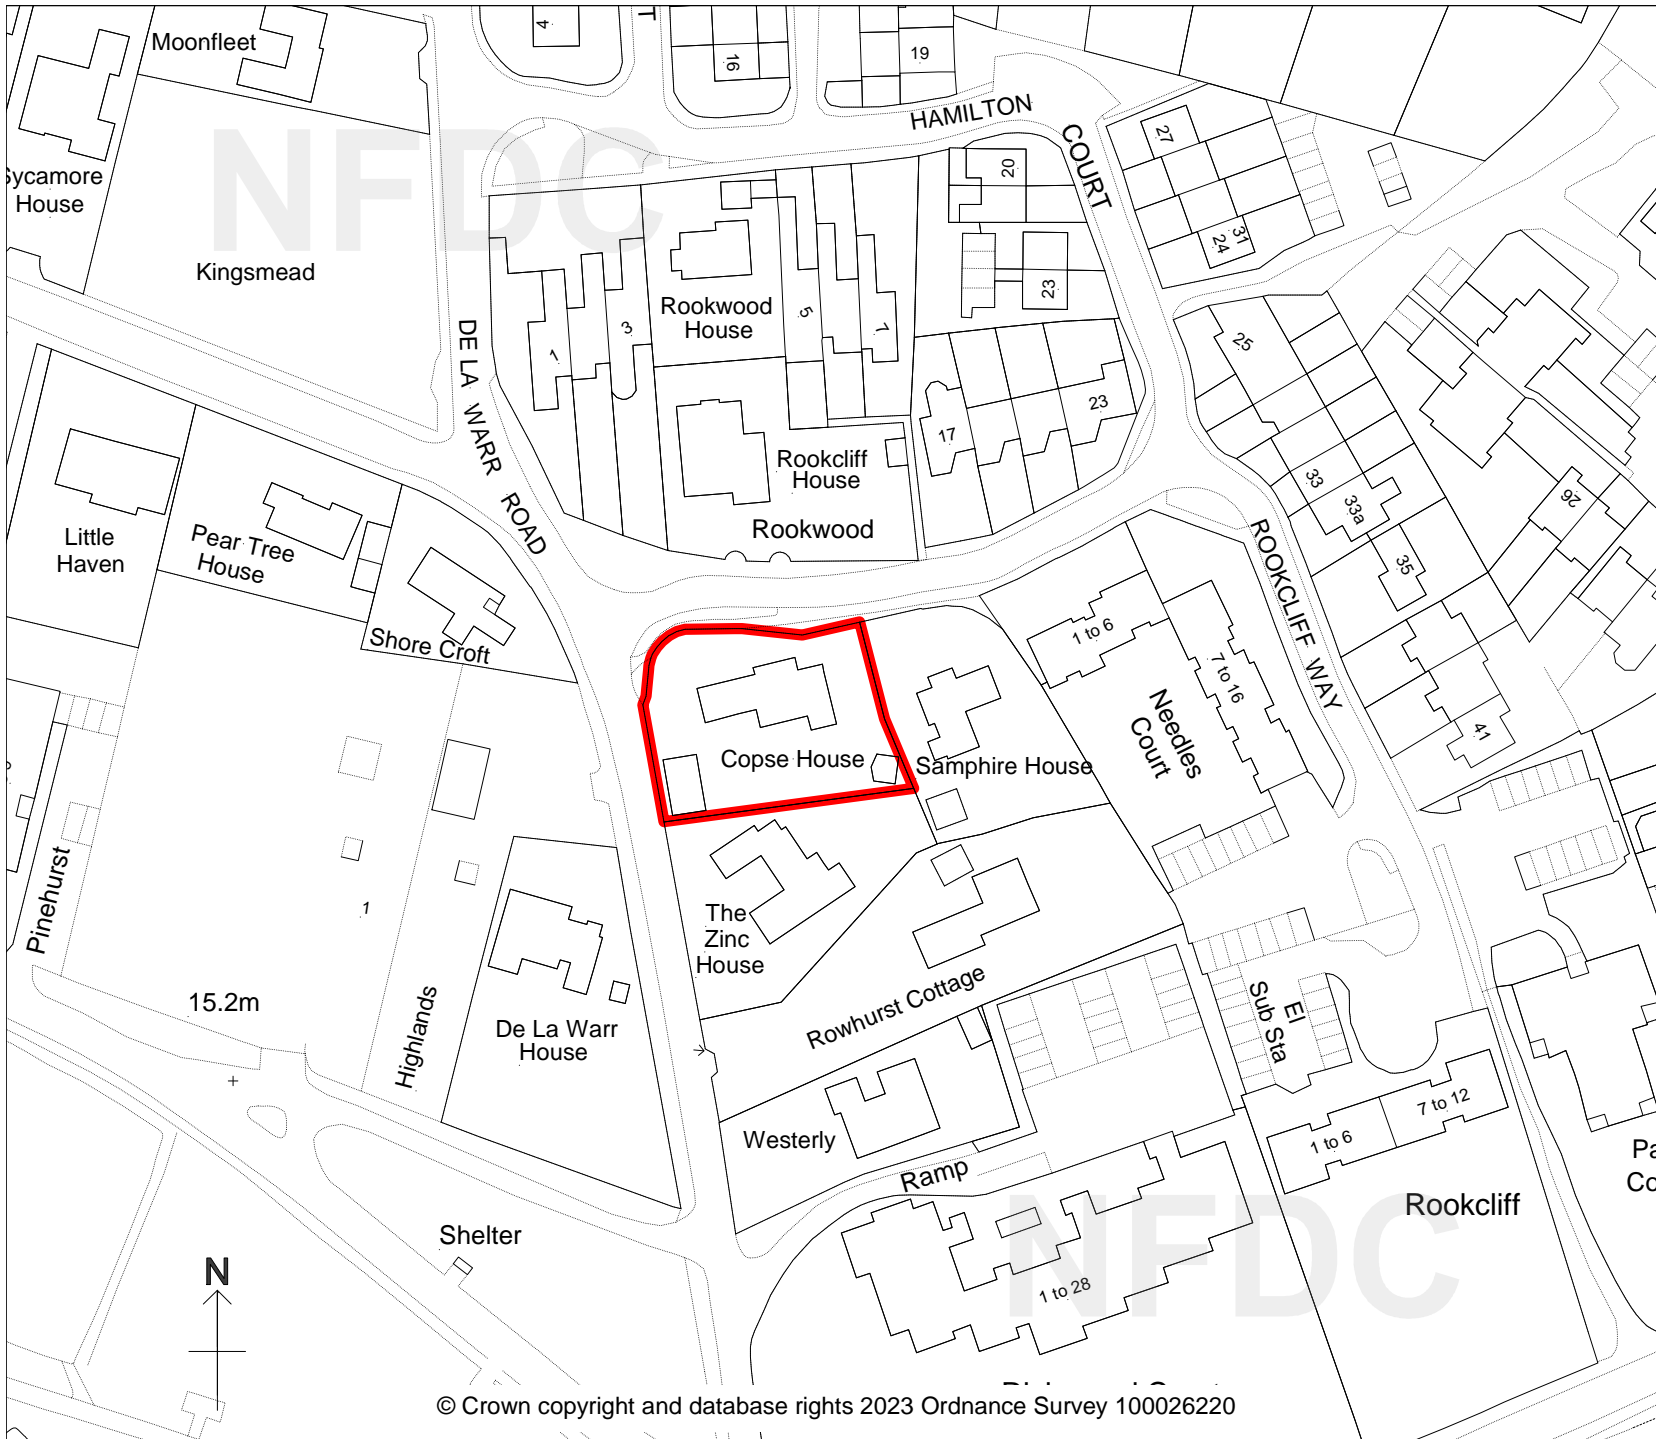 Moonfleet
4
16
19
HAMILTON
COURT
27
NFDC
Sycamore
House
Kingsmead
20
31
24
23
Rookwood
House
1
3
5
7
25
DE LA WARR ROAD
17
23
Rookcliff
House
Rookwood
33
33a
35
26
Little
Haven
Pear Tree
House
Shore Croft
ROOKCLIFF WAY
1 to 6
7 to 16
Needles
Court
41
Copse House
Samphire House
Pinehurst
1
The
Zinc
House
15.2m
Highlands
De La Warr
House
Rowhurst Cottage
El
Sub Sta
Westerly
Ramp
1 to 6
7 to 12
Rookcliff
Shelter
1 to 28
NFDC
N
© Crown copyright and database rights 2023 Ordnance Survey 100026220